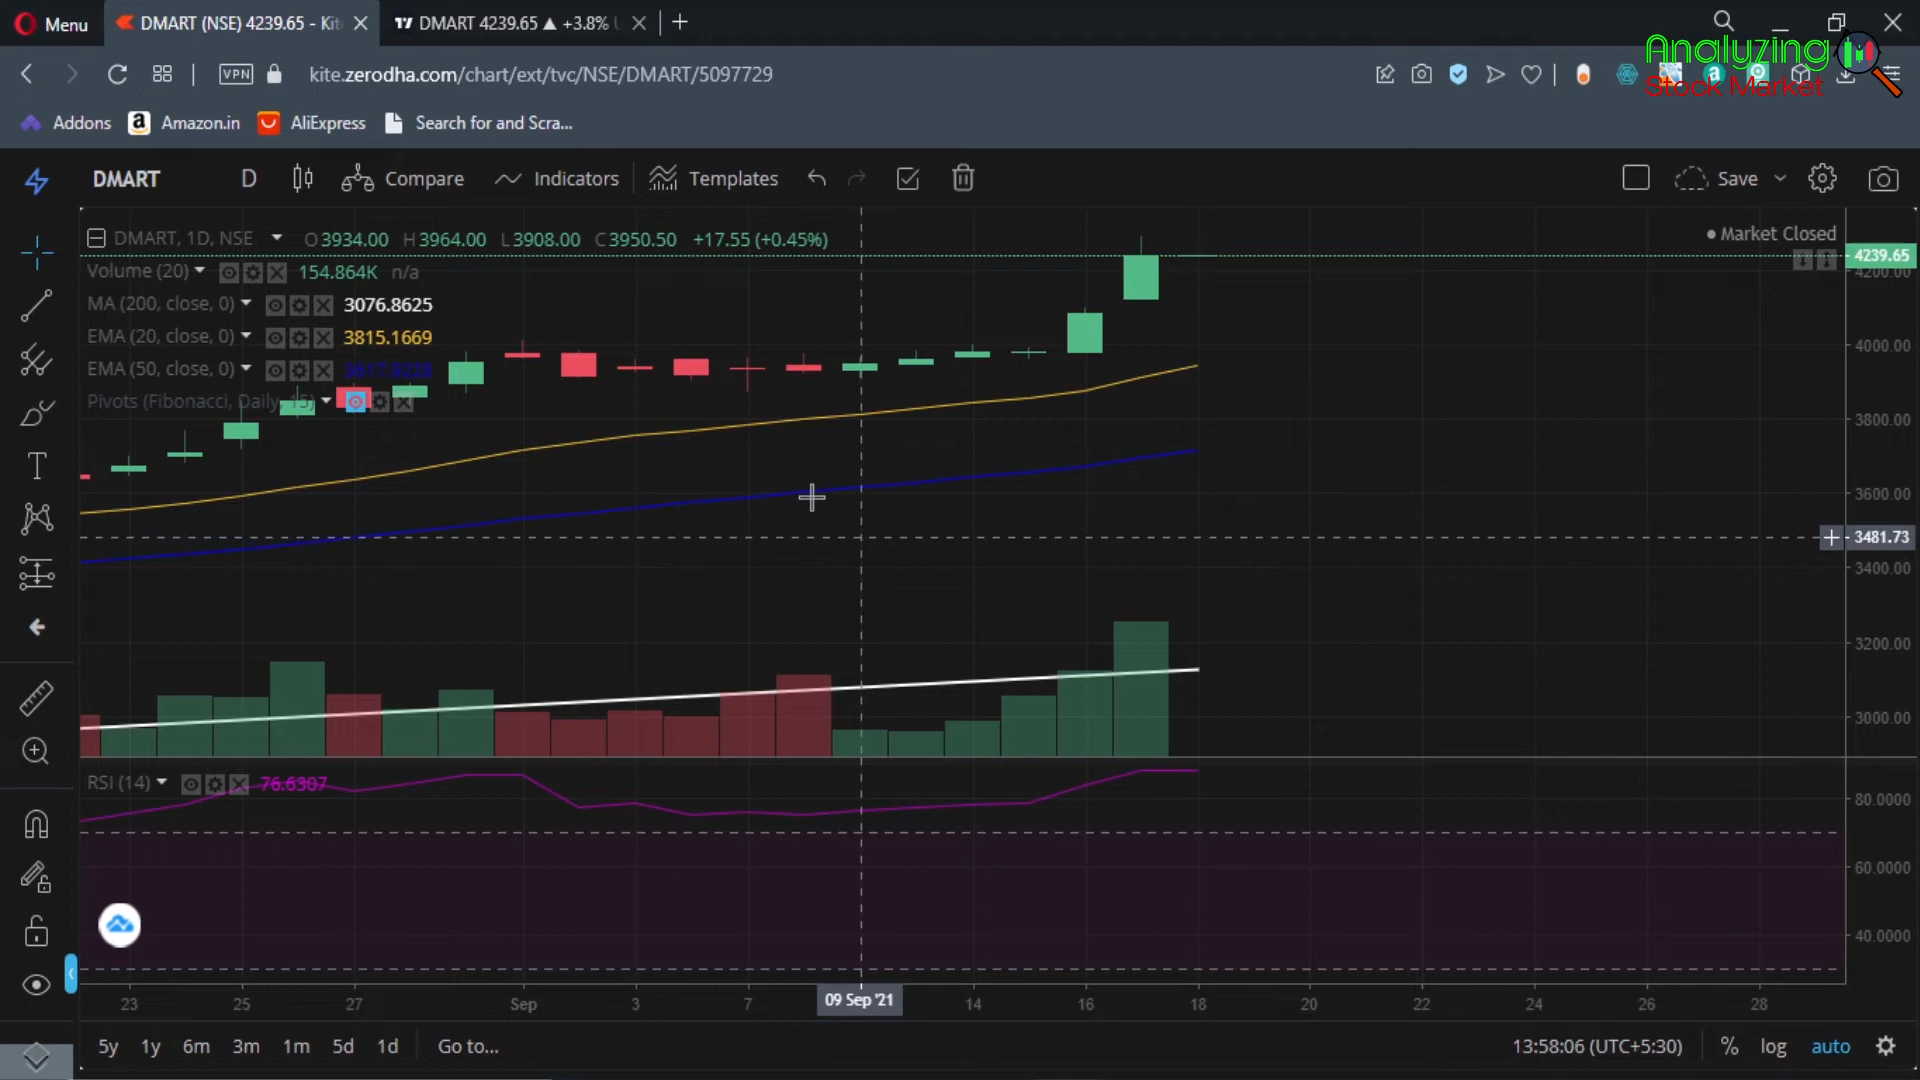 Menu
DMART (NSE) 4239.65 - Kit
DMART 4239.65 ▲ +3.8%
Analyzing
Stock Market
VPN
kite.zerodha.com/chart/ext/tvc/NSE/DMART/5097729
Addons
Amazon.in
AliExpress
Search for and Scra...
DMART
D
Compare
Indicators
Templates
Save
DMART, 1D, NSE
O3934.00 H3964.00 L3908.00 C3950.50 +17.55 (+0.45%)
Market Closed
Volume (20)
154.864K n/a
MA (200, close, 0)
3076.8625
EMA (20, close, 0)
3815.1669
EMA (50, close, 0)
Pivots (Fibonacci, Daily, 15)
4239.65
4200.00
4000.00
3800.00
3600.00
3481.73
3400.00
3200.00
3000.00
RSI (14)
76.6307
80.0000
60.0000
40.0000
23
25
27
Sep
3
7
09 Sep '21
14
16
18
20
22
24
26
28
5y
1y
6m
3m
1m
5d
1d
Go to...
13:58:06 (UTC+5:30)
%
log
auto